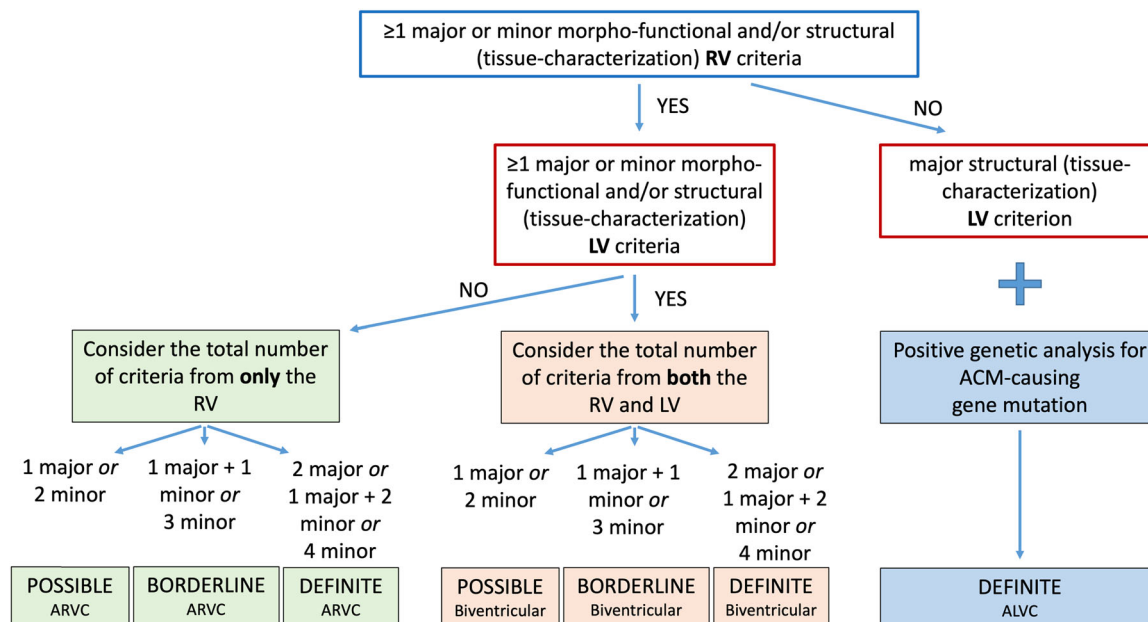 ≥1 major or minor morpho-functional and/or structural
(tissue-characterization) RV criteria
YES
NO
≥1 major or minor morpho-
functional and/or structural
(tissue-characterization)
LV criteria
major structural (tissue-
characterization)
LV criterion
NO
YES
Consider the total number
of criteria from only the
RV
Consider the total number
of criteria from both the
RV and LV
Positive genetic analysis for
ACM-causing
gene mutation
1 major or
2 minor
1 major + 1
minor or
3 minor
2 major or
1 major + 2
minor or
4 minor
1 major or
2 minor
1 major + 1
minor or
3 minor
2 major or
1 major + 2
minor or
4 minor
POSSIBLE
ARVC
BORDERLINE
ARVC
DEFINITE
ARVC
POSSIBLE
Biventricular
BORDERLINE
Biventricular
DEFINITE
Biventricular
DEFINITE
ALVC